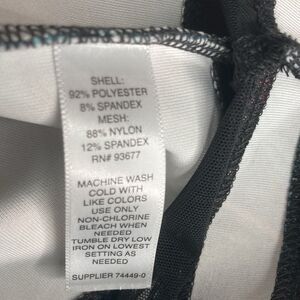 SHELL:
92% POLYESTER
8% SPANDEX
MESH:
88% NYLON
12% SPANDEX
RN# 93677
MACHINE WASH
COLD WITH
LIKE COLORS
USE ONLY
NON-CHLORINE
BLEACH WHEN
NEEDED
TUMBLE DRY LOW
IRON ON LOWEST
SETTING AS
NEEDED
SUPPLIER 74449-0